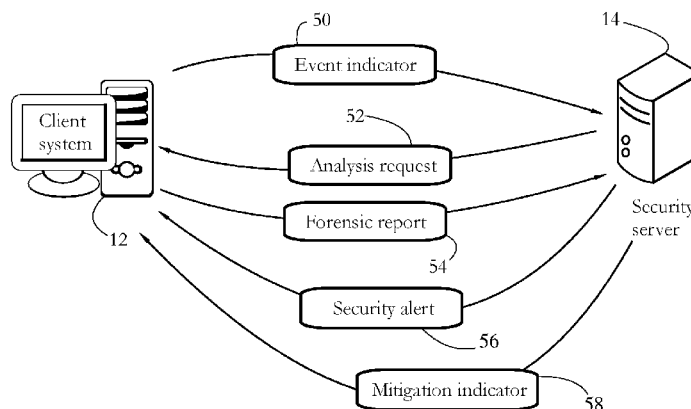 50
14
Event indicator
Client
system
52
Analysis request
Forensic report
Security
server
12
54
Security alert
56
Mitigation indicator
58